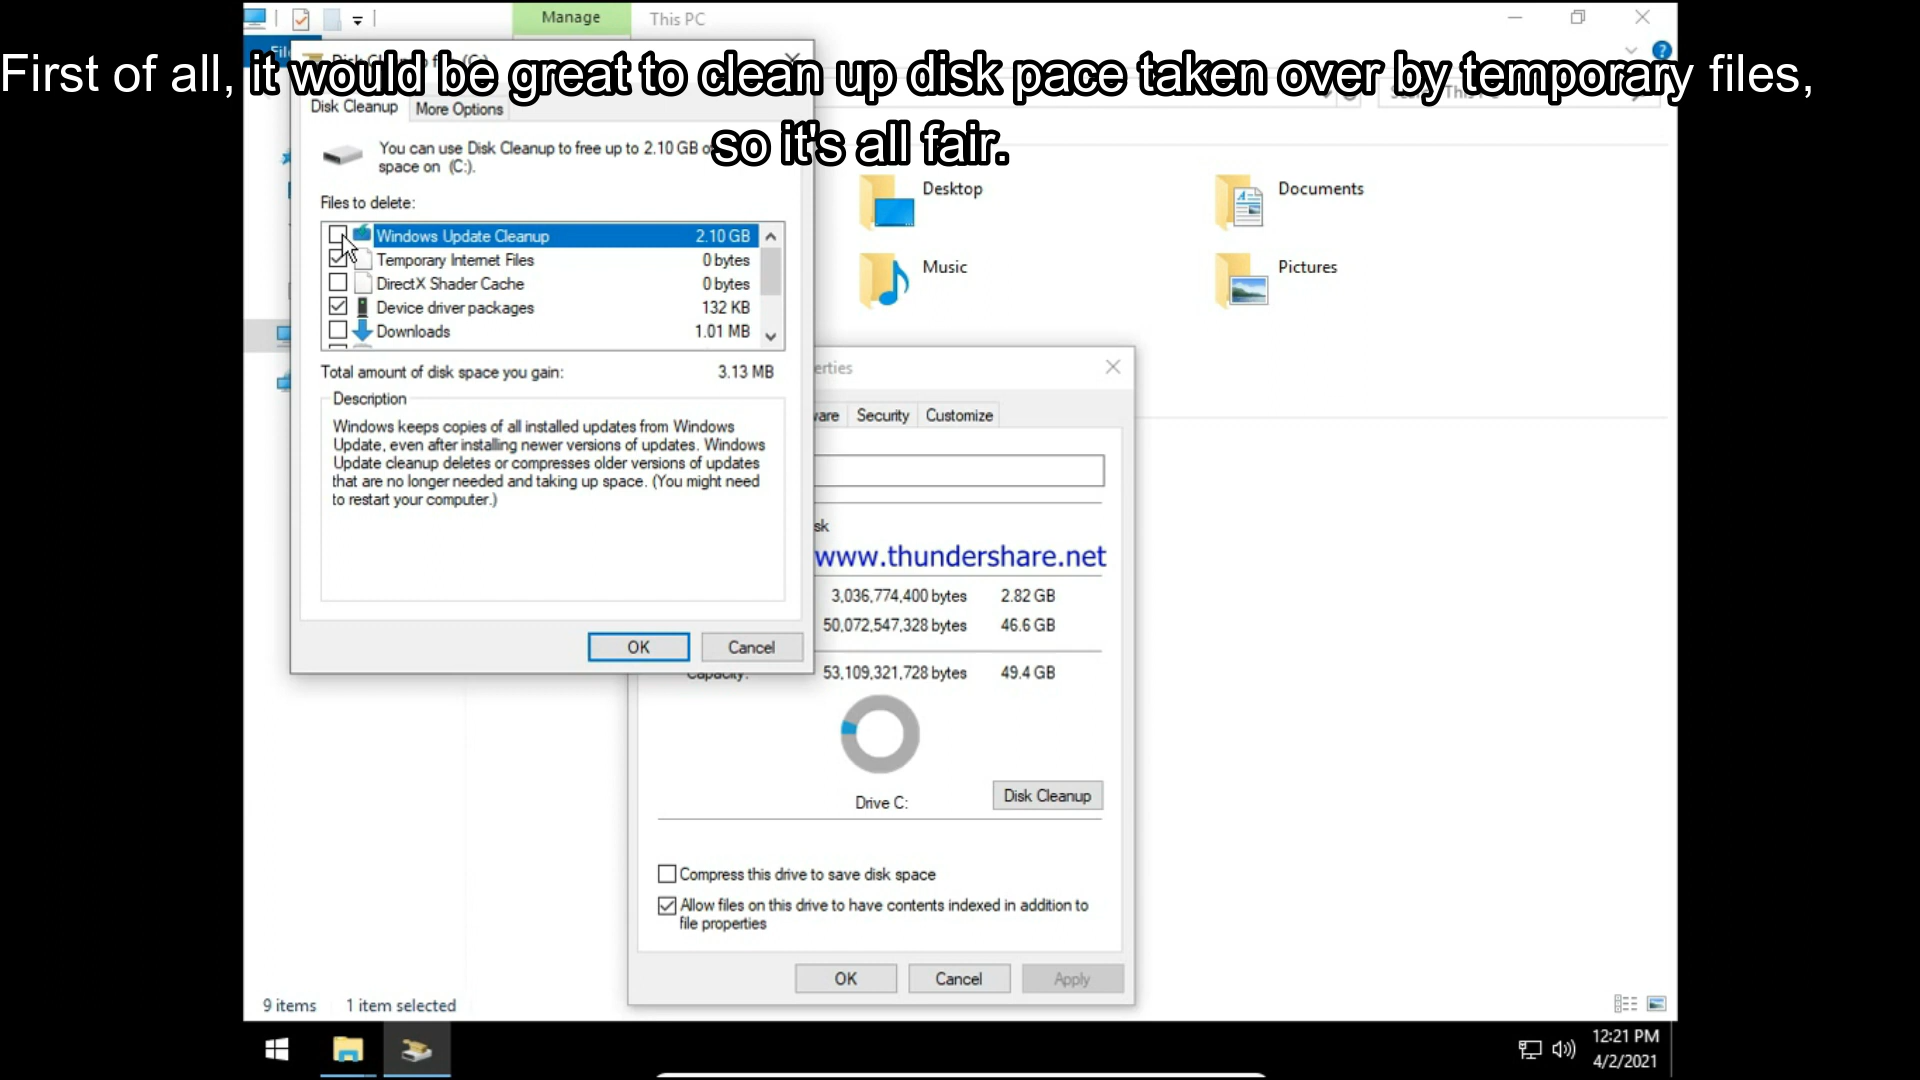 Manage
This PC
First of all, it would be great to clean up disk pace taken over by temporary files,
so it's all fair.
Disk Cleanup
More Options
You can use Disk Cleanup to free up to 2.10 GB
space on (C:).
Files to delete:
Windows Update Cleanup 2.10 GB
Temporary Internet Files 0 bytes
DirectX Shader Cache 0 bytes
Device driver packages 132 KB
Downloads 1.01 MB
Total amount of disk space you gain: 3.13 MB
Description
Windows keeps copies of all installed updates from Windows
Update, even after installing newer versions of updates. Windows
Update cleanup deletes or compresses older versions of updates
that are no longer needed and taking up space. (You might need
to restart your computer.)
OK
Cancel
Desktop
Documents
Music
Pictures
erties
ware
Security
Customize
sk
www.thundershare.net
3,036,774,400 bytes 2.82 GB
50,072,547,328 bytes 46.6 GB
Capacity: 53,109,321,728 bytes 49.4 GB
Drive C:
Disk Cleanup
Compress this drive to save disk space
Allow files on this drive to have contents indexed in addition to
file properties
OK
Cancel
Apply
9 items
1 item selected
12:21 PM
4/2/2021